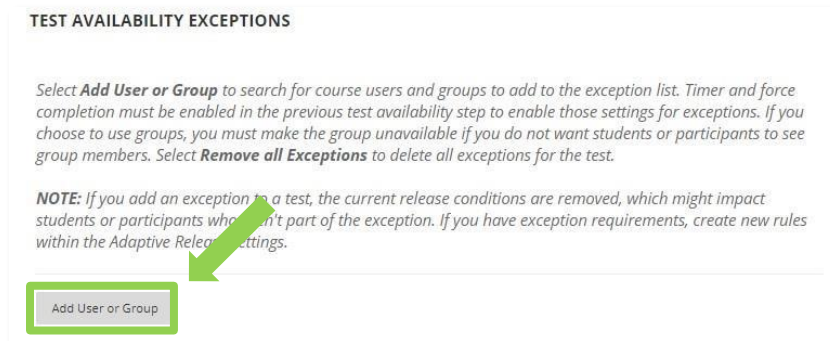 TEST AVAILABILITY EXCEPTIONS
Select Add User or Group to search for course users and groups to add to the exception list. Timer and force
completion must be enabled in the previous test availability step to enable those settings for exceptions. If you
choose to use groups, you must make the group unavailable if you do not want students or participants to see
group members. Select Remove all Exceptions to delete all exceptions for the test.
NOTE: If you add an exception to a test, the current release conditions are removed, which might impact
students or participants who part of the exception. If you have exception requirements, create new rules
within the Adaptive Release Settings.
Add User or Group